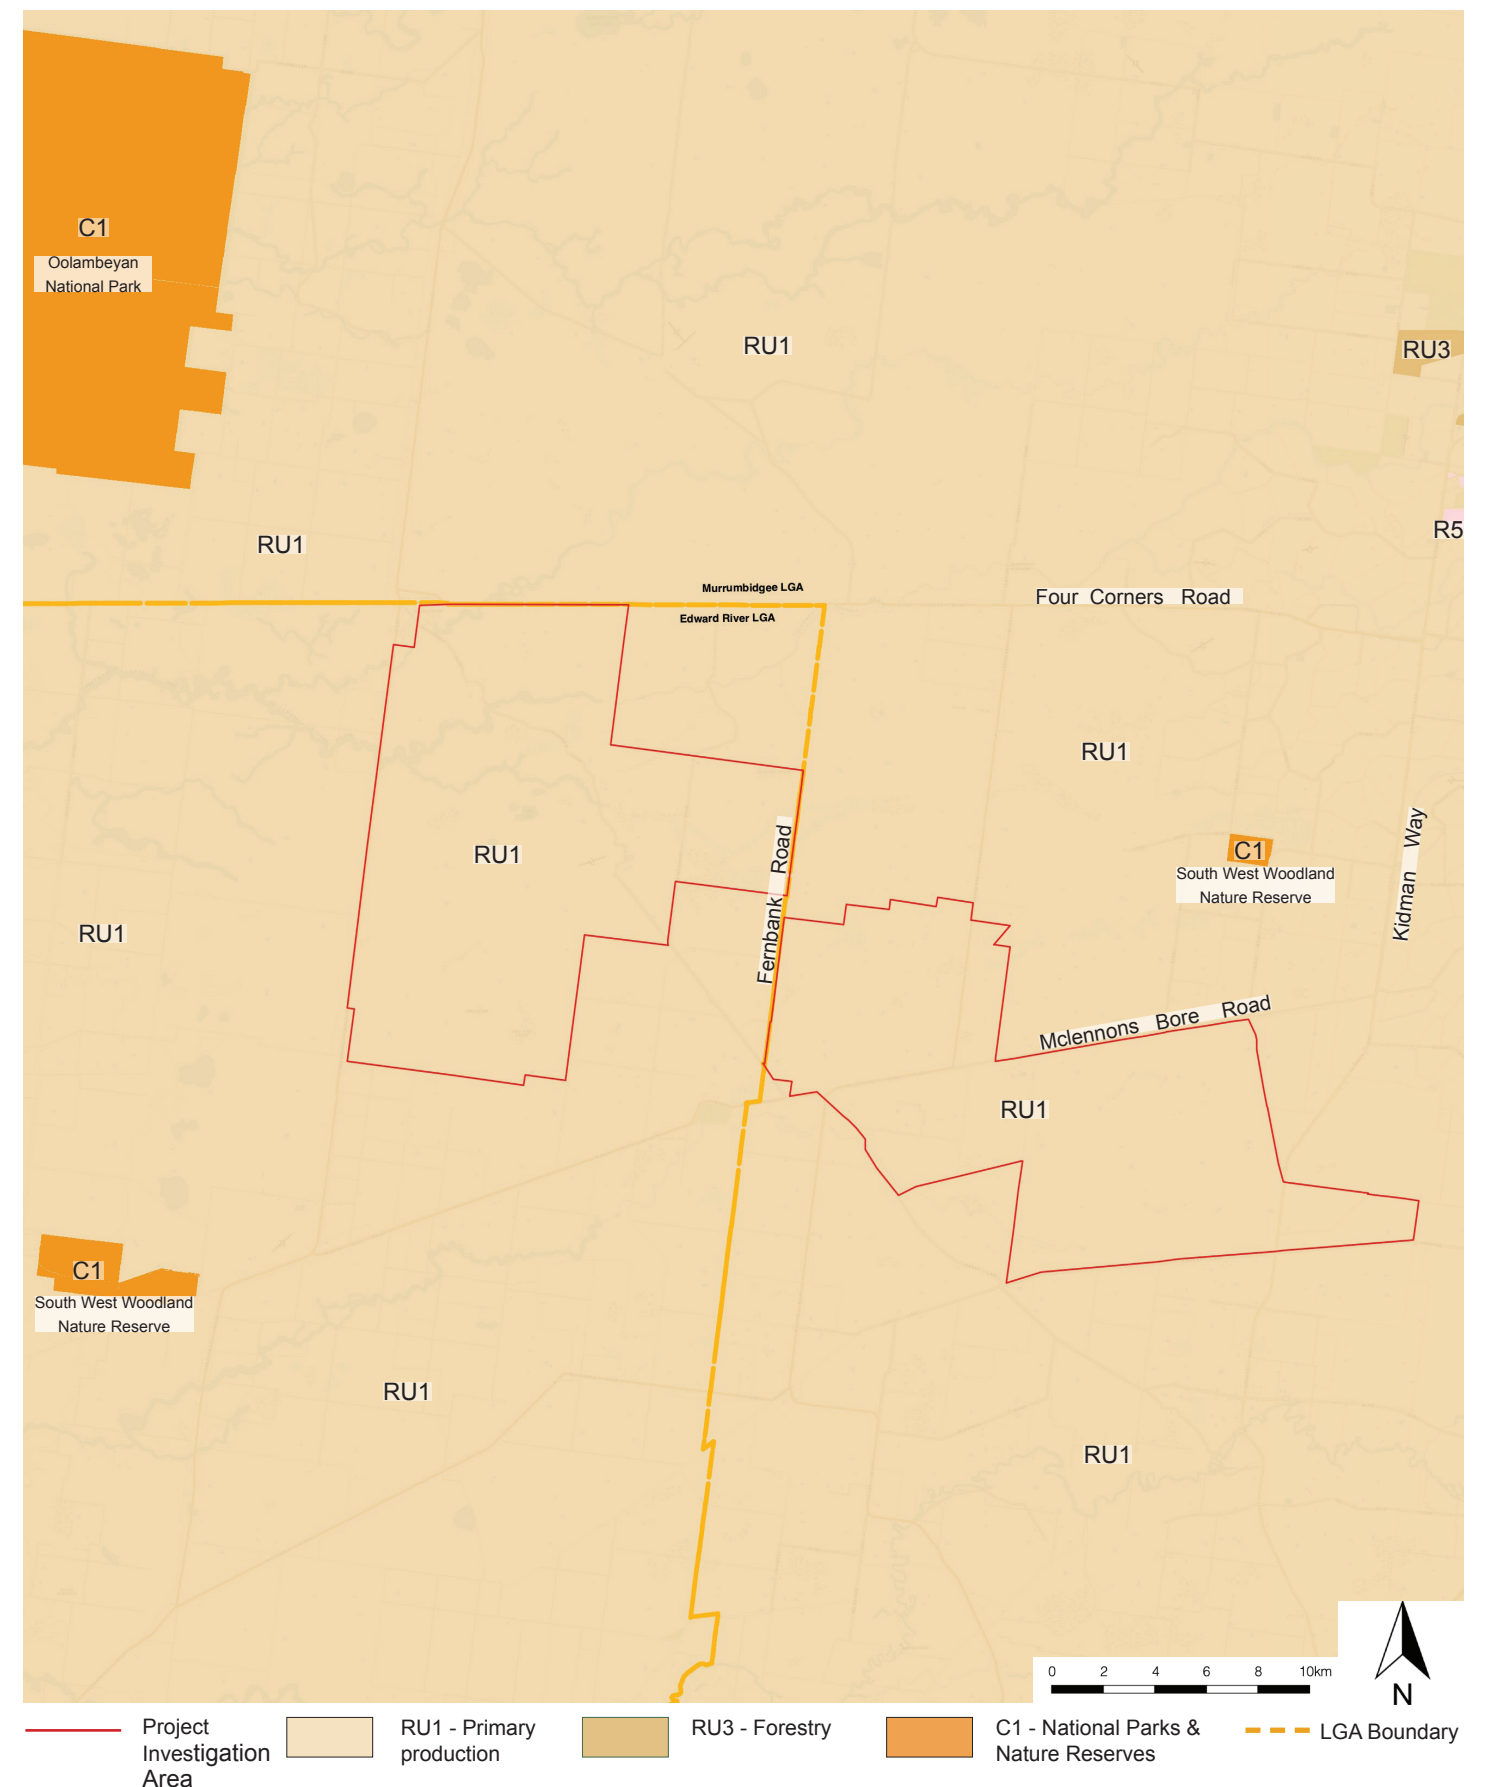 C1
Oolambeyan
National Park
RU1
RU3
R5
RU1
Murrumbidgee LGA
Edward River LGA
Four Corners Road
RU1
RU1
Fernbank Road
C1
South West Woodland
Nature Reserve
Kidman Way
RU1
Mclennons Bore Road
RU1
C1
South West Woodland
Nature Reserve
RU1
RU1
0 2 4 6 8 10km
N
Project
Investigation
Area
RU1 - Primary
production
RU3 - Forestry
C1 - National Parks &
Nature Reserves
LGA Boundary